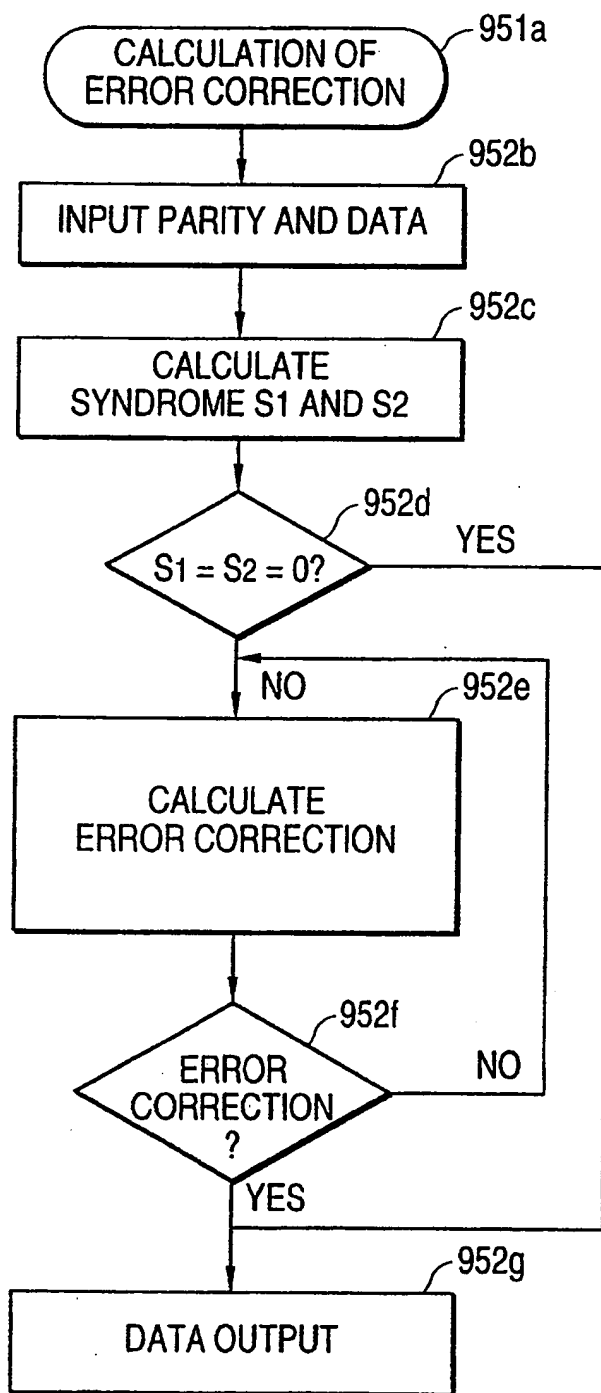 951a
CALCULATION OF
ERROR CORRECTION
952b
INPUT PARITY AND DATA
952c
CALCULATE
SYNDROME S1 AND S2
952d
S1 = S2 = 0?
YES
NO
952e
CALCULATE
ERROR CORRECTION
952f
ERROR
CORRECTION
?
NO
YES
952g
DATA OUTPUT